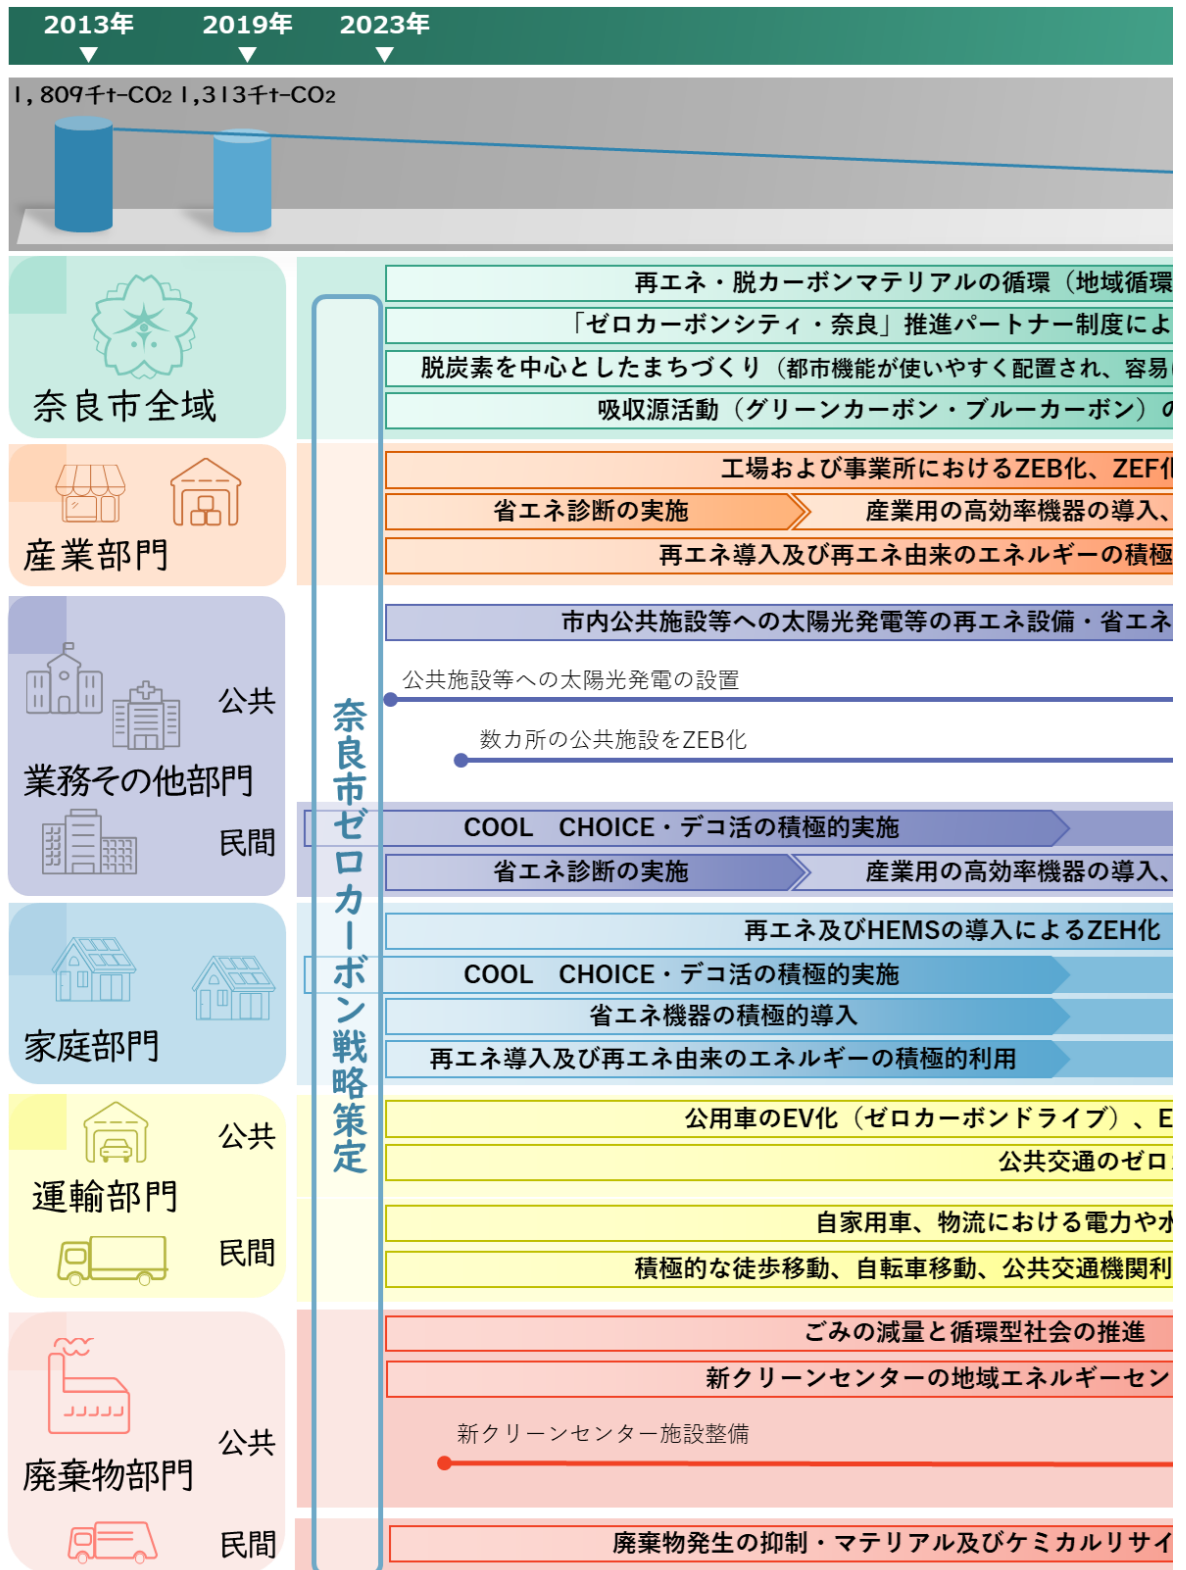 2013年 2019年 2023年
1,809千t-CO2 1,313千t-CO2
奈良市ゼロカーボン戦略策定
奈良市全域
再エネ・脱カーボンマテリアルの循環（地域循環
「ゼロカーボンシティ・奈良」推進パートナー制度によ
脱炭素を中心としたまちづくり（都市機能が使いやすく配置され、容易
吸収源活動（グリーンカーボン・ブルーカーボン）の
産業部門
工場および事業所におけるZEB化、ZEF化
省エネ診断の実施 産業用の高効率機器の導入、
再エネ導入及び再エネ由来のエネルギーの積極
業務その他部門
公共
市内公共施設等への太陽光発電等の再エネ設備・省エネ
公共施設等への太陽光発電の設置
数カ所の公共施設をZEB化
民間
COOL CHOICE・デコ活の積極的実施
省エネ診断の実施 産業用の高効率機器の導入、
家庭部門
再エネ及びHEMSの導入によるZEH化
COOL CHOICE・デコ活の積極的実施
省エネ機器の積極的導入
再エネ導入及び再エネ由来のエネルギーの積極的利用
運輸部門
公共
公用車のEV化（ゼロカーボンドライブ）、E
公共交通のゼロ
民間
自家用車、物流における電力や水
積極的な徒歩移動、自転車移動、公共交通機関利
廃棄物部門
公共
ごみの減量と循環型社会の推進
新クリーンセンターの地域エネルギーセン
新クリーンセンター施設整備
民間
廃棄物発生の抑制・マテリアル及びケミカルリサイ